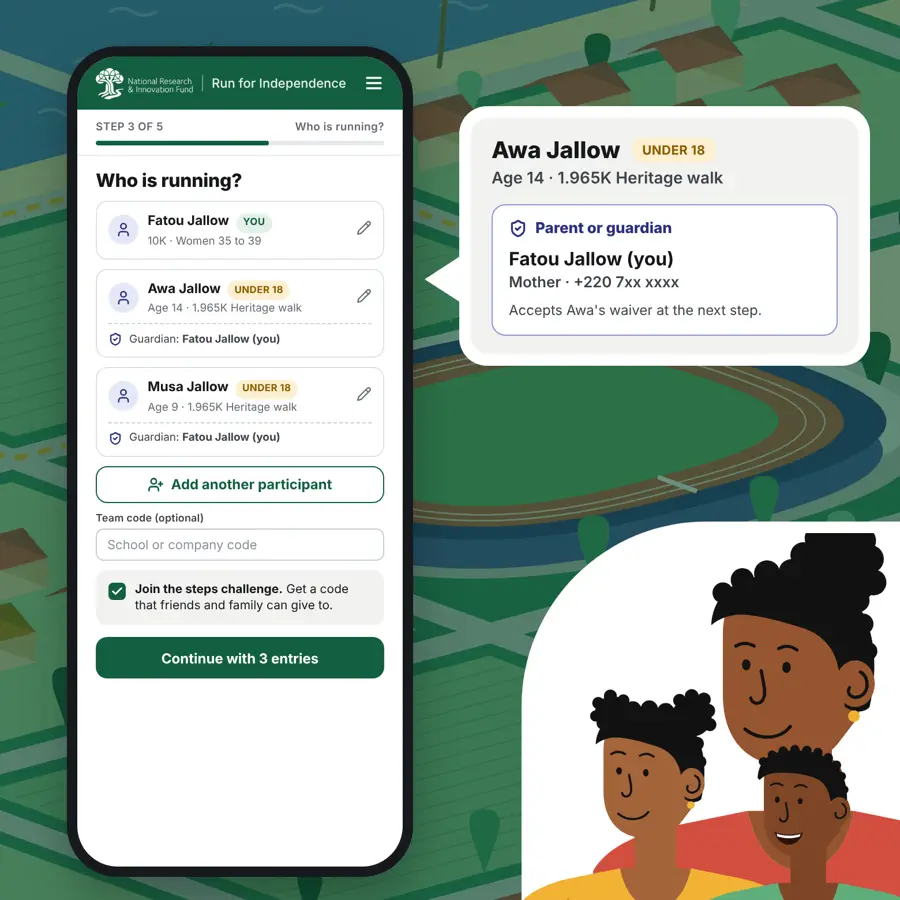 National Research
& Innovation Fund
Run for Independence
STEP 3 OF 5
Who is running?
Who is running?
Fatou Jallow YOU
10K · Women 35 to 39
Awa Jallow UNDER 18
Age 14 · 1.965K Heritage walk
Guardian: Fatou Jallow (you)
Musa Jallow UNDER 18
Age 9 · 1.965K Heritage walk
Guardian: Fatou Jallow (you)
Add another participant
Team code (optional)
School or company code
Join the steps challenge. Get a code
that friends and family can give to.
Continue with 3 entries
Awa Jallow UNDER 18
Age 14 · 1.965K Heritage walk
Parent or guardian
Fatou Jallow (you)
Mother · +220 7xx xxxx
Accepts Awa's waiver at the next step.